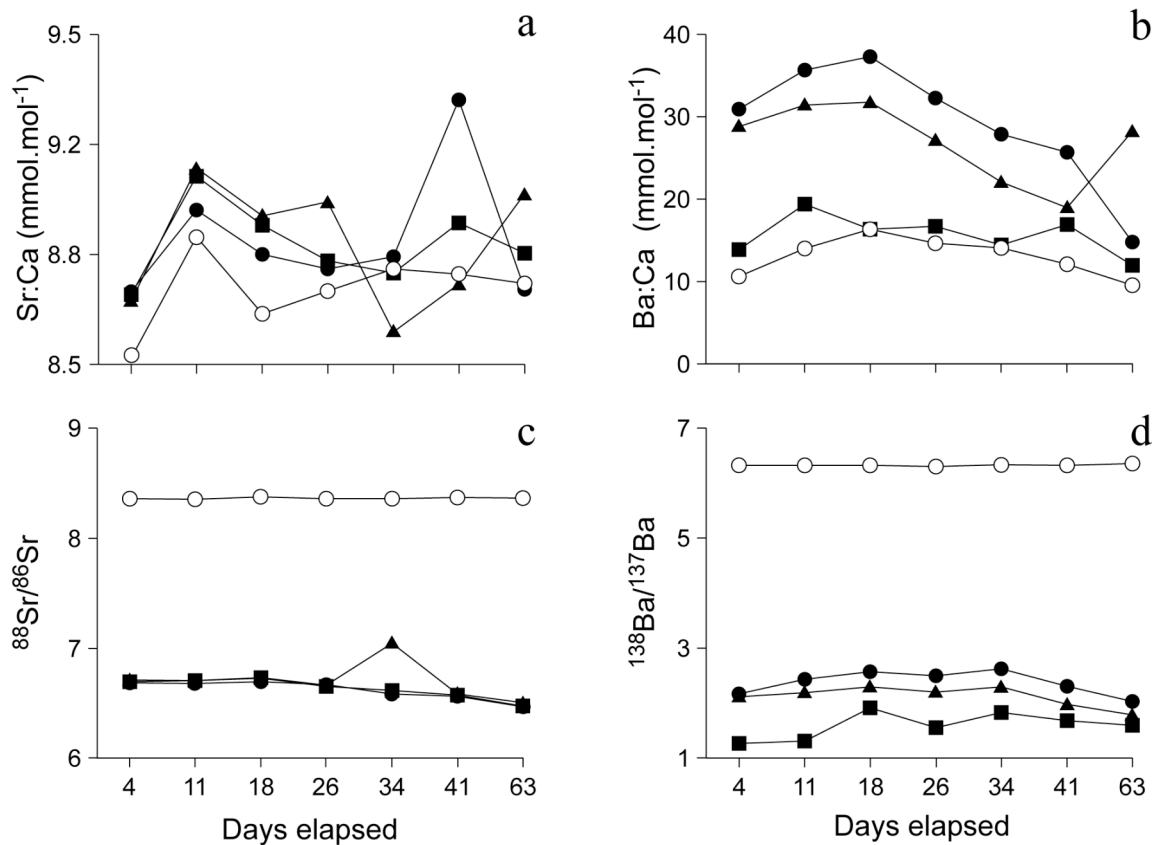 a
9.5
9.2
8.8
8.5
Sr:Ca (mmol.mol⁻¹)
b
40
30
20
10
0
Ba:Ca (mmol.mol⁻¹)
c
9
8
7
6
⁸⁸Sr/⁸⁶Sr
4 11 18 26 34 41 63
Days elapsed
d
7
5
3
1
¹³⁸Ba/¹³⁷Ba
4 11 18 26 34 41 63
Days elapsed